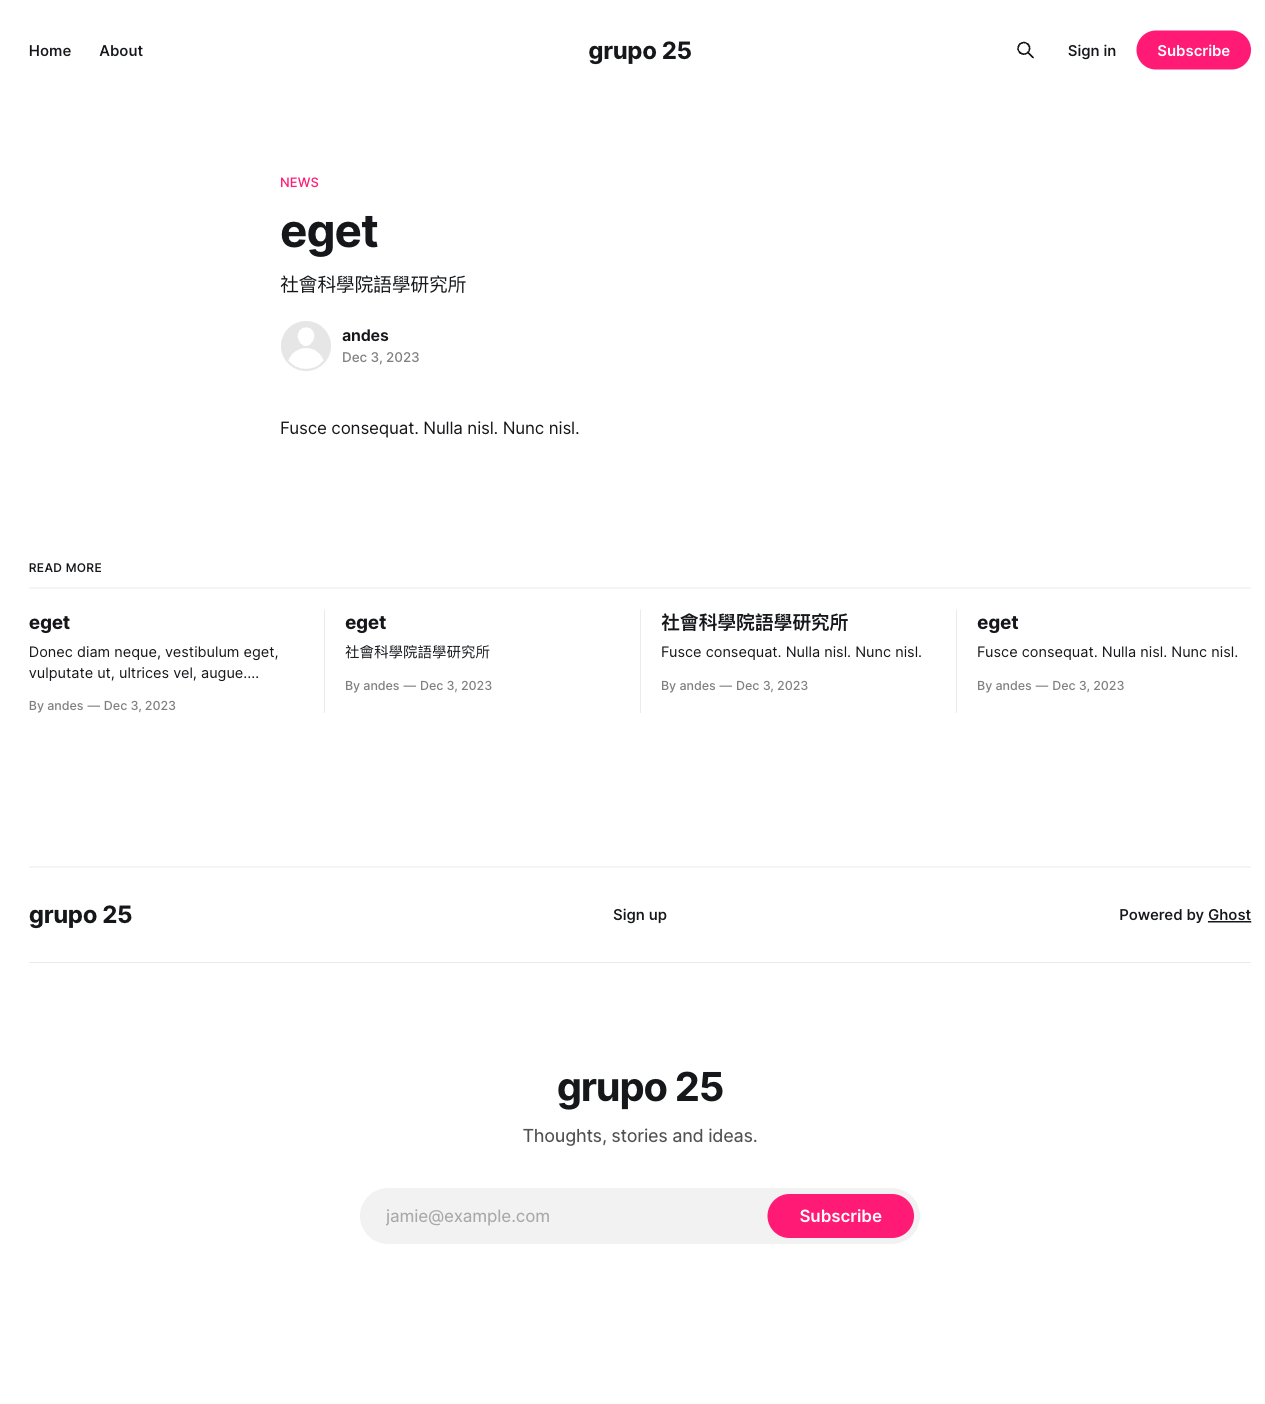 Home About grupo 25 Sign in Subscribe
NEWS
eget
社會科學院語學研究所
andes
Dec 3, 2023
Fusce consequat. Nulla nisl. Nunc nisl.
READ MORE
eget
Donec diam neque, vestibulum eget,
vulputate ut, ultrices vel, augue....
By andes — Dec 3, 2023
eget
社會科學院語學研究所
By andes — Dec 3, 2023
社會科學院語學研究所
Fusce consequat. Nulla nisl. Nunc nisl.
By andes — Dec 3, 2023
eget
Fusce consequat. Nulla nisl. Nunc nisl.
By andes — Dec 3, 2023
grupo 25 Sign up Powered by Ghost
grupo 25
Thoughts, stories and ideas.
jamie@example.com Subscribe